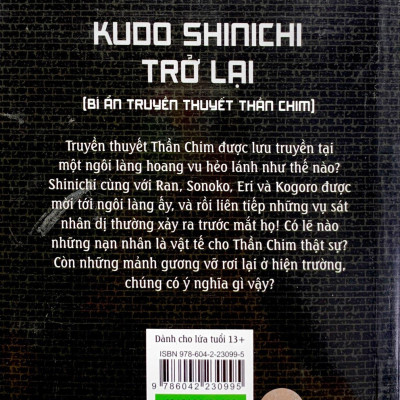 KUDO SHINICHI
TRỞ LẠI
[BÍ ẨN TRUYỀN THUYẾT THẦN CHIM]
Truyền thuyết Thần Chim được lưu truyền tại
một ngôi làng hoang vu hẻo lánh như thế nào?
Shinichi cùng với Ran, Sonoko, Eri và Kogoro được
mời tới ngôi làng ấy, và rồi liên tiếp những vụ sát
nhân dị thường xảy ra trước mắt họ! Có lẽ nào
những nạn nhân là vật tế cho Thần Chim thật sự?
Còn những mảnh gương vỡ rơi lại ở hiện trường,
chúng có ý nghĩa gì vậy?
Dành cho lứa tuổi 13+
ISBN 978-604-2-23099-5
9 786042 230995